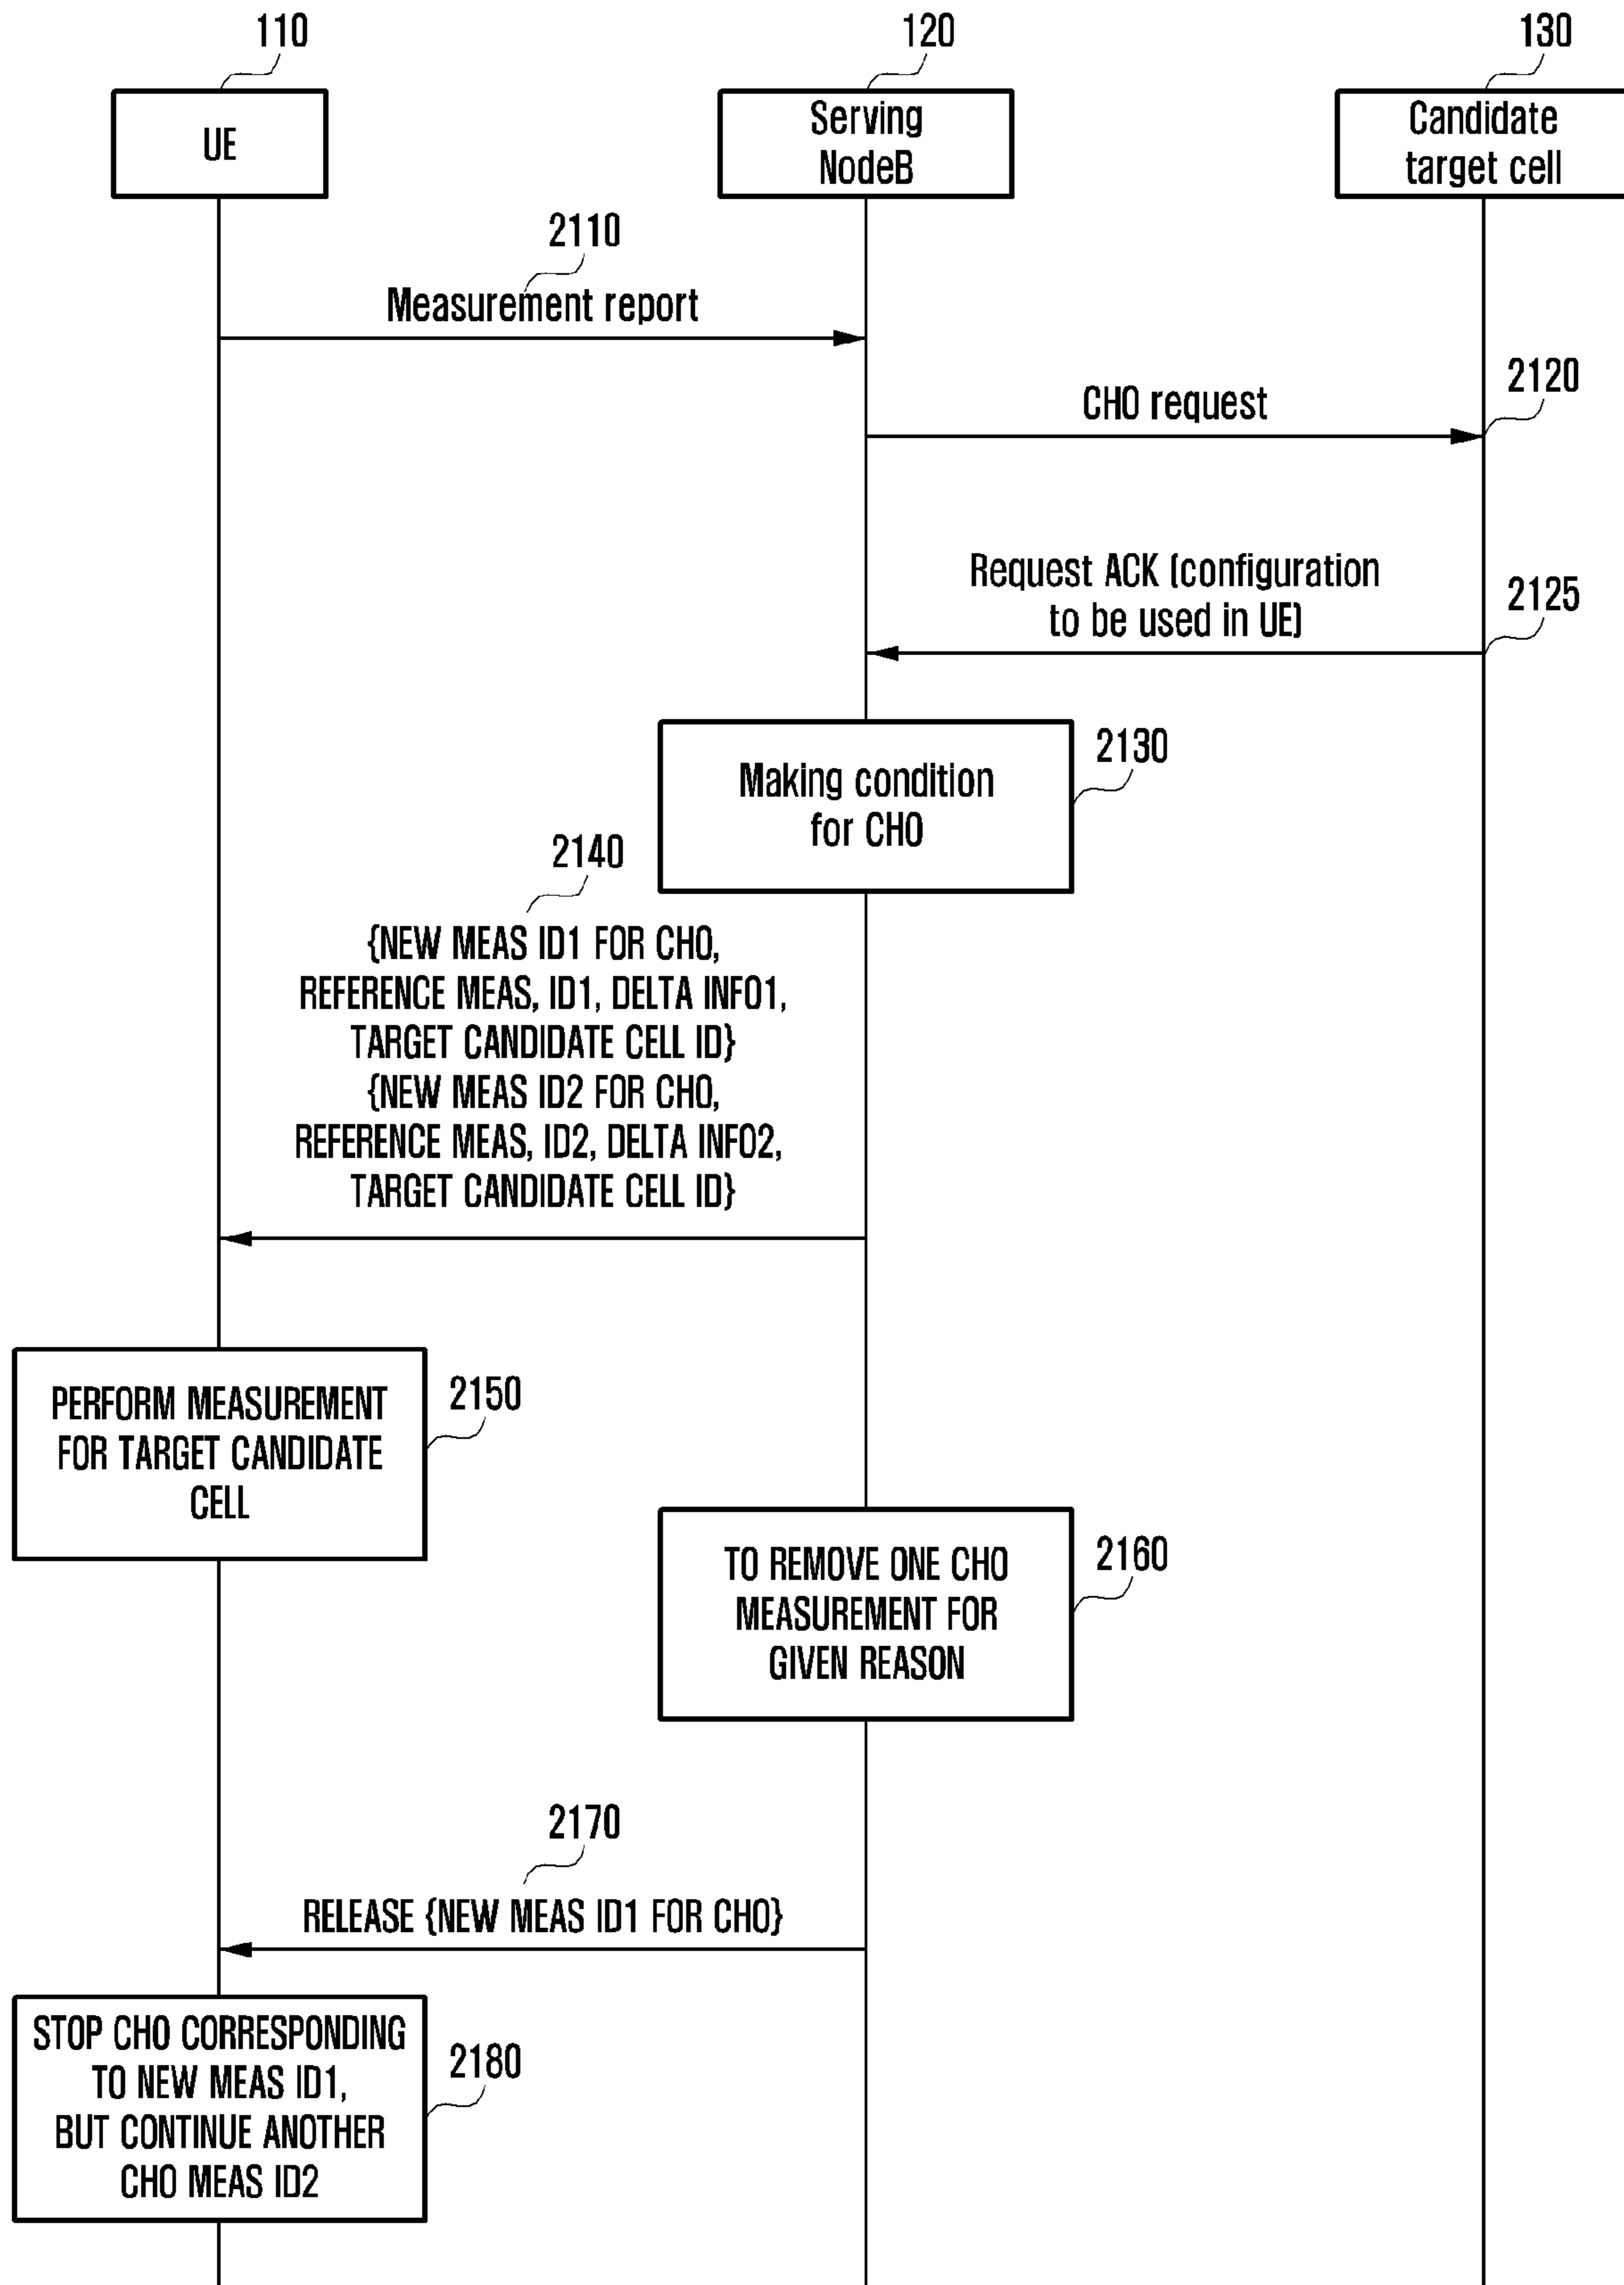 110
120
130
UE
Serving
NodeB
Candidate
target cell
2110
Measurement report
2120
CHO request
Request ACK (configuration
to be used in UE)
2125
Making condition
for CHO
2130
2140
{NEW MEAS ID1 FOR CHO,
REFERENCE MEAS, ID1, DELTA INFO1,
TARGET CANDIDATE CELL ID}
{NEW MEAS ID2 FOR CHO,
REFERENCE MEAS, ID2, DELTA INFO2,
TARGET CANDIDATE CELL ID}
PERFORM MEASUREMENT
FOR TARGET CANDIDATE
CELL
2150
TO REMOVE ONE CHO
MEASUREMENT FOR
GIVEN REASON
2160
2170
RELEASE {NEW MEAS ID1 FOR CHO}
STOP CHO CORRESPONDING
TO NEW MEAS ID1,
BUT CONTINUE ANOTHER
CHO MEAS ID2
2180